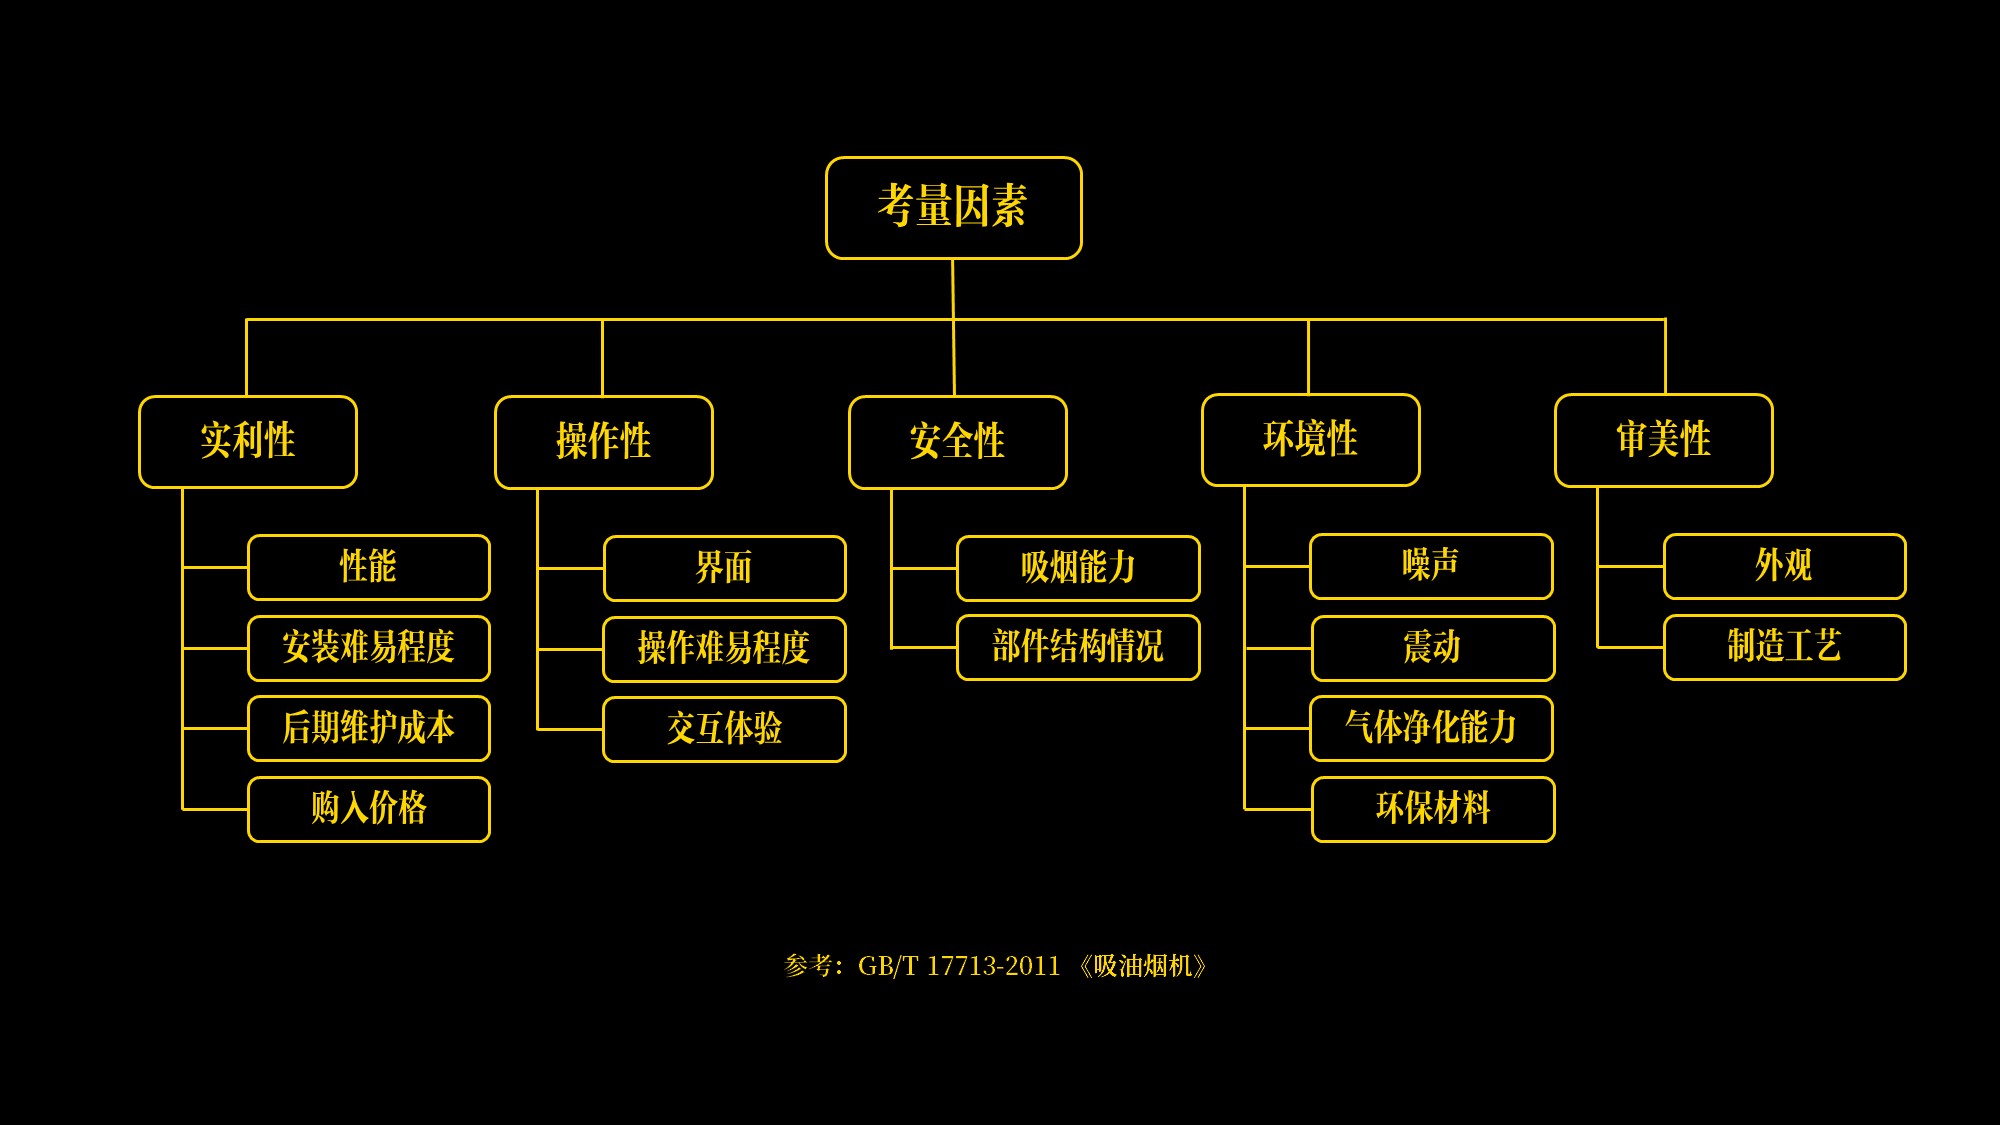 考量因素
实利性
操作性
安全性
环境性
审美性
性能
安装难易程度
后期维护成本
购入价格
界面
操作难易程度
交互体验
吸烟能力
部件结构情况
噪声
震动
气体净化能力
环保材料
外观
制造工艺
参考：GB/T 17713-2011 《吸油烟机》